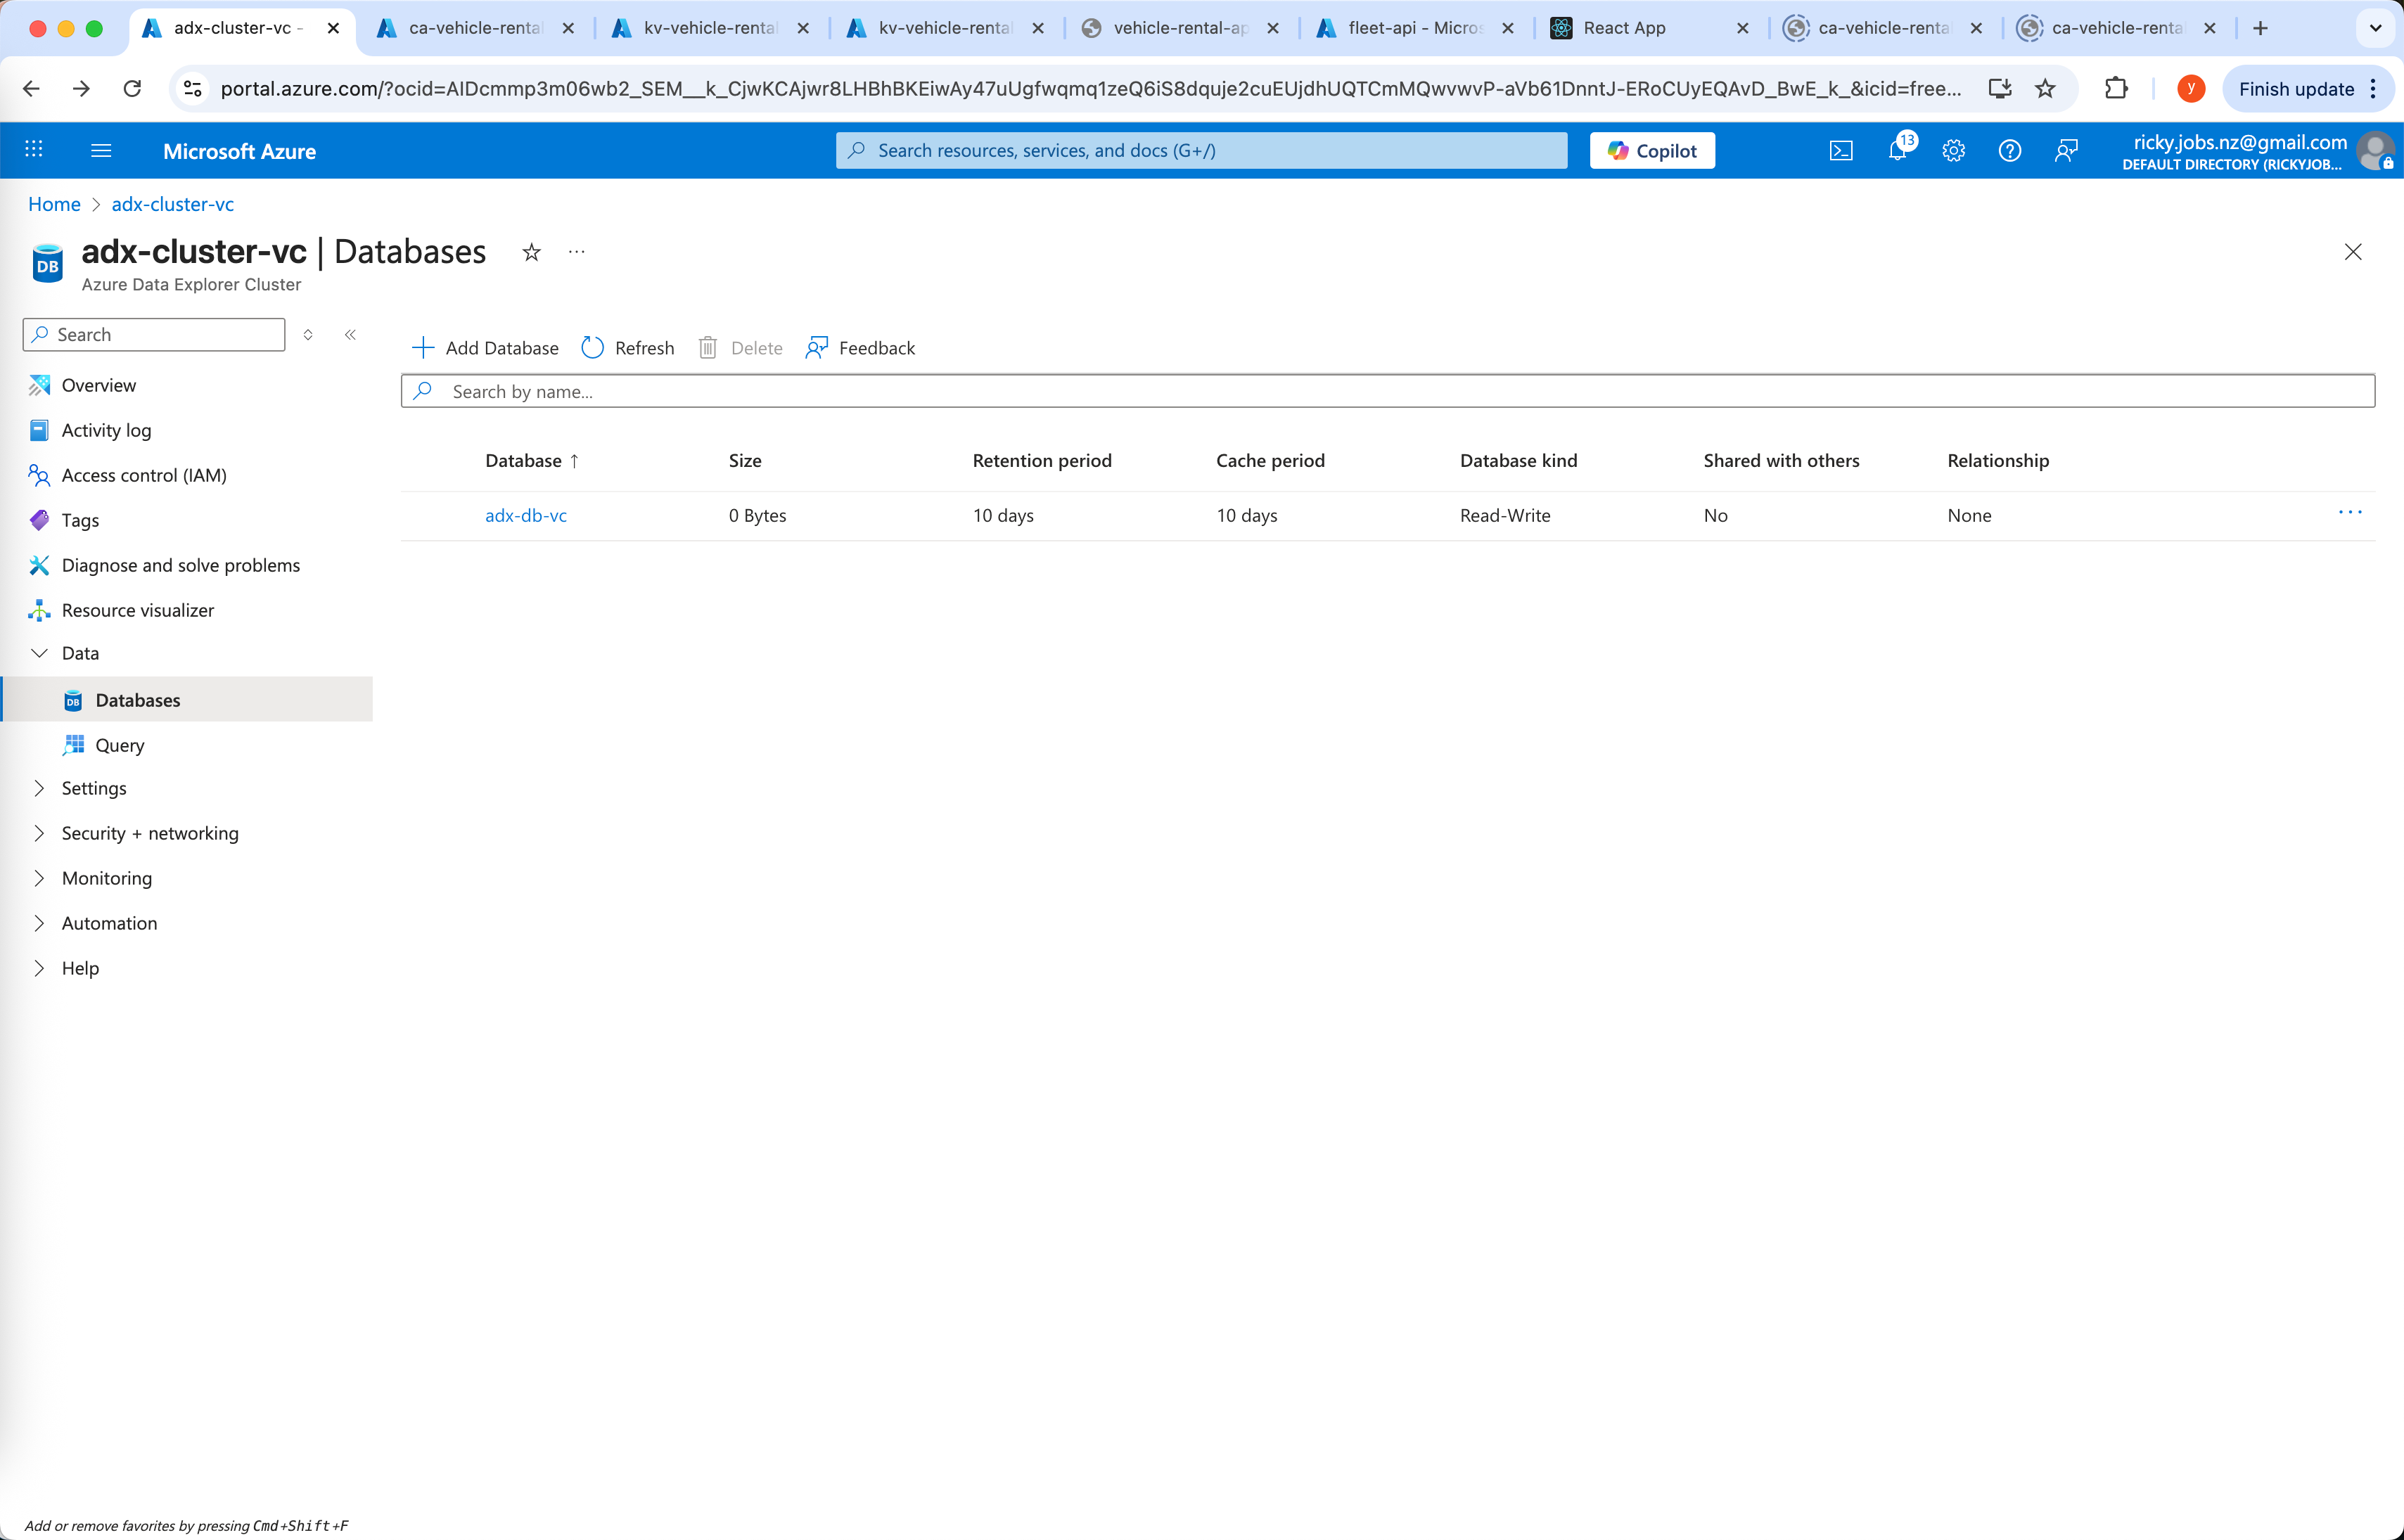 adx-cluster-vc -
ca-vehicle-rental
kv-vehicle-rental
kv-vehicle-rental
vehicle-rental-ap
fleet-api - Micros
React App
ca-vehicle-renta
ca-vehicle-renta
portal.azure.com/?ocid=AIDcmmp3m06wb2_SEM__k_CjwKCAjwr8LHBhBKEiwAy47uUgfwqmq1zeQ6iS8dquje2cuEUjdhUQTCmMQwvwvP-aVb61DnntJ-ERoCUyEQAvD_BwE_k_&icid=free...
y
Finish update
Microsoft Azure
Search resources, services, and docs (G+/)
Copilot
13
ricky.jobs.nz@gmail.com
DEFAULT DIRECTORY (RICKYJOB...
Home > adx-cluster-vc
DB
adx-cluster-vc | Databases
Azure Data Explorer Cluster
Search
Overview
Activity log
Access control (IAM)
Tags
Diagnose and solve problems
Resource visualizer
Data
DB Databases
Query
Settings
Security + networking
Monitoring
Automation
Help
Add Database Refresh Delete Feedback
Search by name...
Database ↑ Size Retention period Cache period Database kind Shared with others Relationship
adx-db-vc 0 Bytes 10 days 10 days Read-Write No None
Add or remove favorites by pressing Cmd+Shift+F